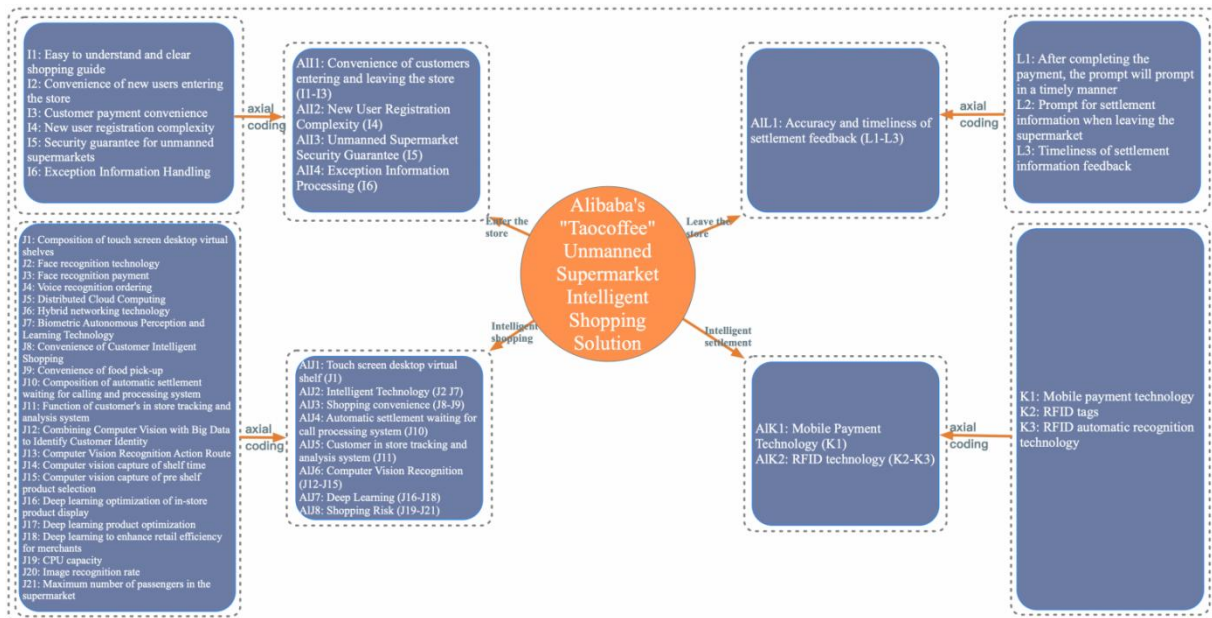 I1: Easy to understand and clear
shopping guide
I2: Convenience of new users entering
the store
I3: Customer payment convenience
I4: New user registration complexity
I5: Security guarantee for unmanned
supermarkets
I6: Exception Information Handling
axial
coding
AlI1: Convenience of customers
entering and leaving the store
(I1-I3)
AlI2: New User Registration
Complexity (I4)
AlI3: Unmanned Supermarket
Security Guarantee (I5)
AlI4: Exception Information
Processing (I6)
Enter the
store
Alibaba's
"Taocoffee"
Unmanned
Supermarket
Intelligent
Shopping
Solution
Leave the
store
AlL1: Accuracy and timeliness of
settlement feedback (L1-L3)
axial
coding
L1: After completing the
payment, the prompt will prompt
in a timely manner
L2: Prompt for settlement
information when leaving the
supermarket
L3: Timeliness of settlement
information feedback
J1: Composition of touch screen desktop virtual
shelves
J2: Face recognition technology
J3: Face recognition payment
J4: Voice recognition ordering
J5: Distributed Cloud Computing
J6: Hybrid networking technology
J7: Biometric Autonomous Perception and
Learning Technology
J8: Convenience of Customer Intelligent
Shopping
J9: Convenience of food pick-up
J10: Composition of automatic settlement
waiting for calling and processing system
J11: Function of customer's in store tracking and
analysis system
J12: Combining Computer Vision with Big Data
to Identify Customer Identity
J13: Computer Vision Recognition Action Route
J14: Computer vision capture of shelf time
J15: Computer vision capture of pre shelf
product selection
J16: Deep learning optimization of in-store
product display
J17: Deep learning product optimization
J18: Deep learning to enhance retail efficiency
for merchants
J19: CPU capacity
J20: Image recognition rate
J21: Maximum number of passengers in the
supermarket
axial
coding
Intelligent
shopping
AlJ1: Touch screen desktop virtual
shelf (J1)
AlJ2: Intelligent Technology (J2 J7)
AlJ3: Shopping convenience (J8-J9)
AlJ4: Automatic settlement waiting for
call processing system (J10)
AlJ5: Customer in store tracking and
analysis system (J11)
AlJ6: Computer Vision Recognition
(J12-J15)
AlJ7: Deep Learning (J16-J18)
AlJ8: Shopping Risk (J19-J21)
Intelligent
settlement
AlK1: Mobile Payment
Technology (K1)
AlK2: RFID technology (K2-K3)
axial
coding
K1: Mobile payment technology
K2: RFID tags
K3: RFID automatic recognition
technology